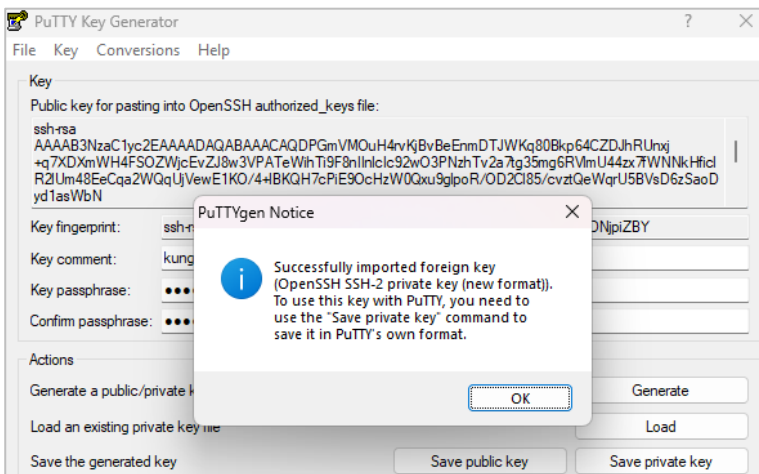 PuTTY Key Generator
File Key Conversions Help
Key
Public key for pasting into OpenSSH authorized_keys file:
ssh-rsa
AAAAB3NzaC1yc2EAAAADAQABAAACAQDPGmVMOuH4rvKjBvBeEnmDTJWKq80Bkp64CZDJhRUnxj
+q7XDXmWH4FSOZWjcEvZJ8w3VPATeWihTi9F8nIlnlclc92wO3PNzhTv2a7tg35mg6RVlmU44zx7fWNNkHficl
R2lUm48EeCqa2WQqUjVewE1KO/4+IBKQH7cPiE9OcHzW0Qxu9glpoR/OD2Cl85/cvztQeWqrU5BVsD6zSaoD
yd1asWbN
Key fingerprint: ssh-r DNjpiZBY
Key comment: kung
Key passphrase:
Confirm passphrase:
PuTTYgen Notice
Successfully imported foreign key
(OpenSSH SSH-2 private key (new format)).
To use this key with PuTTY, you need to
use the "Save private key" command to
save it in PuTTY's own format.
OK
Actions
Generate a public/private k Generate
Load an existing private key file Load
Save the generated key Save public key Save private key